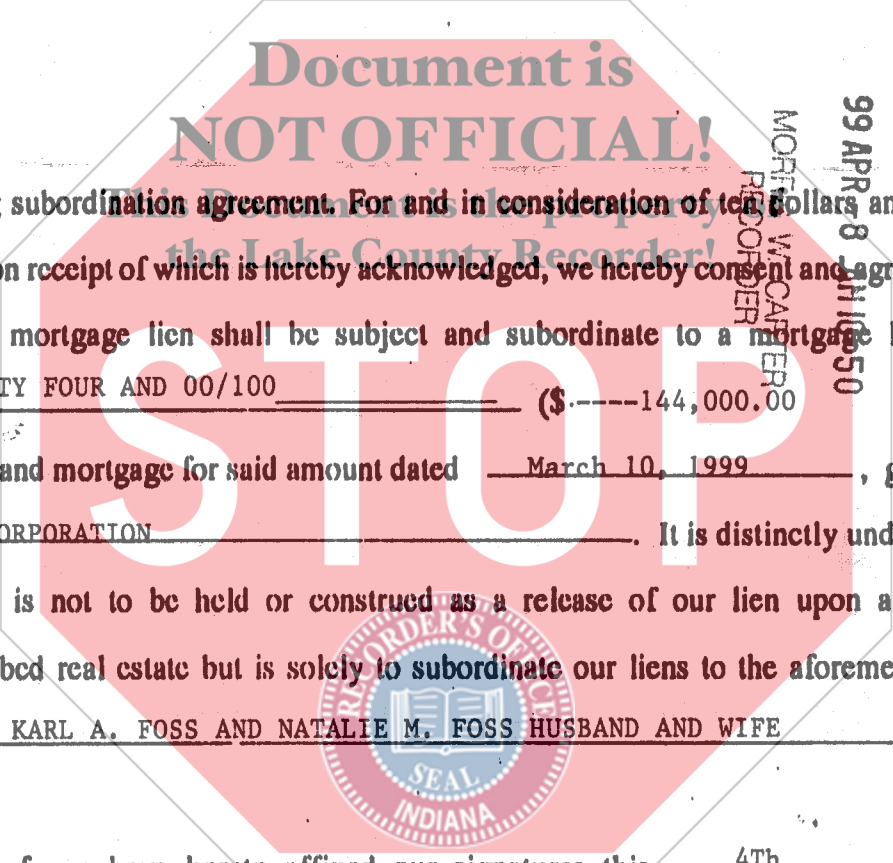 Document is
NOT OFFICIAL!
This Document is the property
the Lake County Recorder!
99 APR -8 50
MORRIS W. CARTER
RECORDER
subordination agreement. For and in consideration of ten dollars an
on receipt of which is hereby acknowledged, we hereby consent and agr
mortgage lien shall be subject and subordinate to a mortgage
TY FOUR AND 00/100 ($.----144,000.00
and mortgage for said amount dated March 10, 1999 , g
ORPORATION . It is distinctly und
is not to be held or construed as a release of our lien upon a
bed real estate but is solely to subordinate our liens to the aforeme
KARL A. FOSS AND NATALIE M. FOSS HUSBAND AND WIFE
our signatures this 4Th
STOP
RECORDER'S OFFICE
SEAL
INDIANA